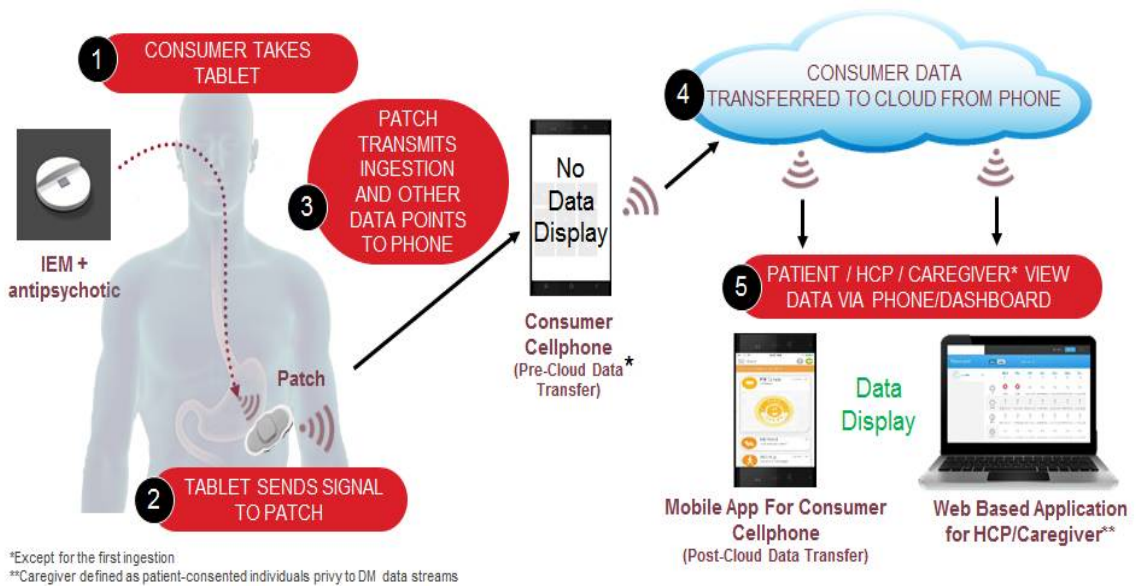 1
CONSUMER TAKES
TABLET
IEM +
antipsychotic
Patch
2
TABLET SENDS SIGNAL
TO PATCH
3
PATCH
TRANSMITS
INGESTION
AND OTHER
DATA POINTS
TO PHONE
No
Data
Display
Consumer
Cellphone
(Pre-Cloud Data*
Transfer)
4
CONSUMER DATA
TRANSFERRED TO CLOUD FROM PHONE
5
PATIENT / HCP / CAREGIVER* VIEW
DATA VIA PHONE/DASHBOARD
Data
Display
Mobile App For Consumer
Cellphone
(Post-Cloud Data Transfer)
Web Based Application
for HCP/Caregiver**
*Except for the first ingestion
**Caregiver defined as patient-consented individuals privy to DM data streams